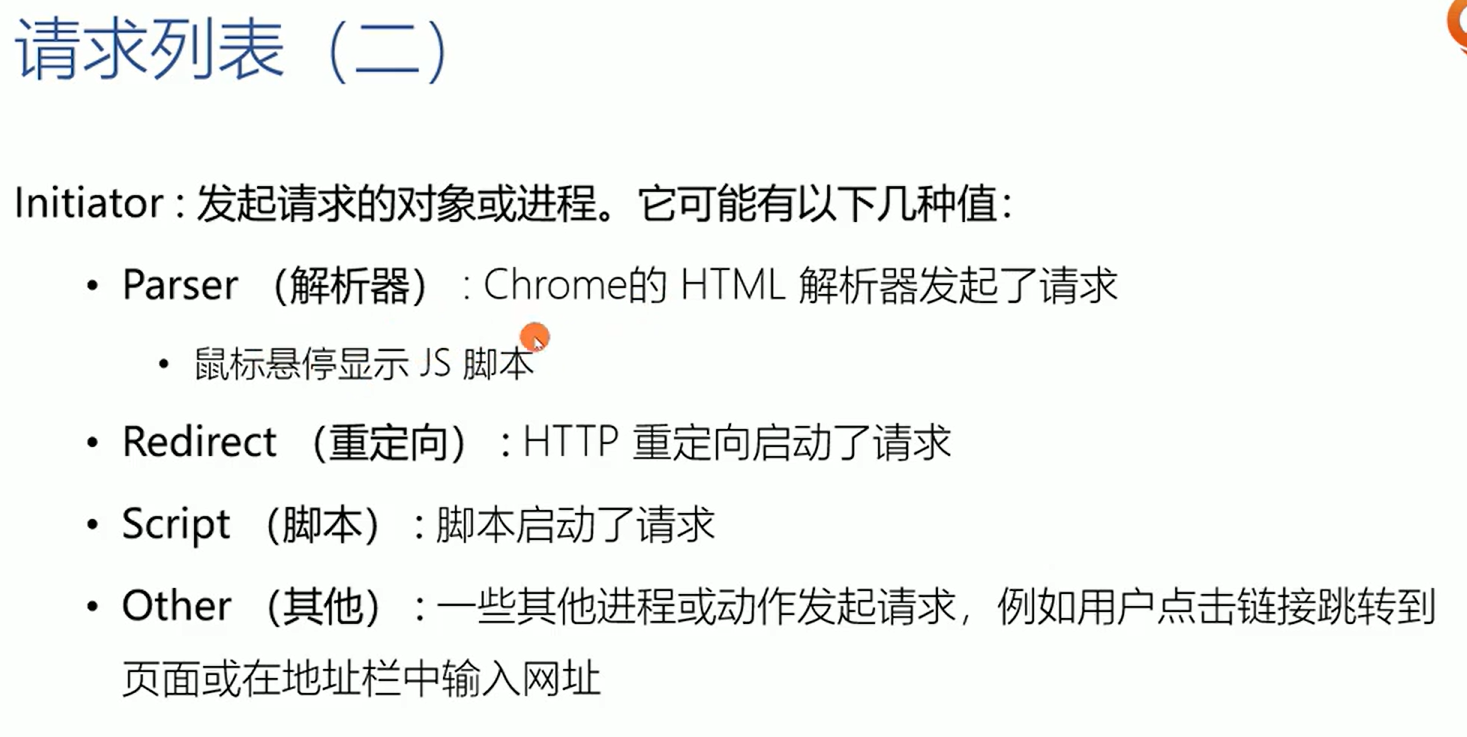 请求列表（二）
Initiator : 发起请求的对象或进程。它可能有以下几种值：
• Parser （解析器） : Chrome的 HTML 解析器发起了请求
• 鼠标悬停显示 JS 脚本
• Redirect （重定向） : HTTP 重定向启动了请求
• Script （脚本） : 脚本启动了请求
• Other （其他） : 一些其他进程或动作发起请求，例如用户点击链接跳转到
页面或在地址栏中输入网址